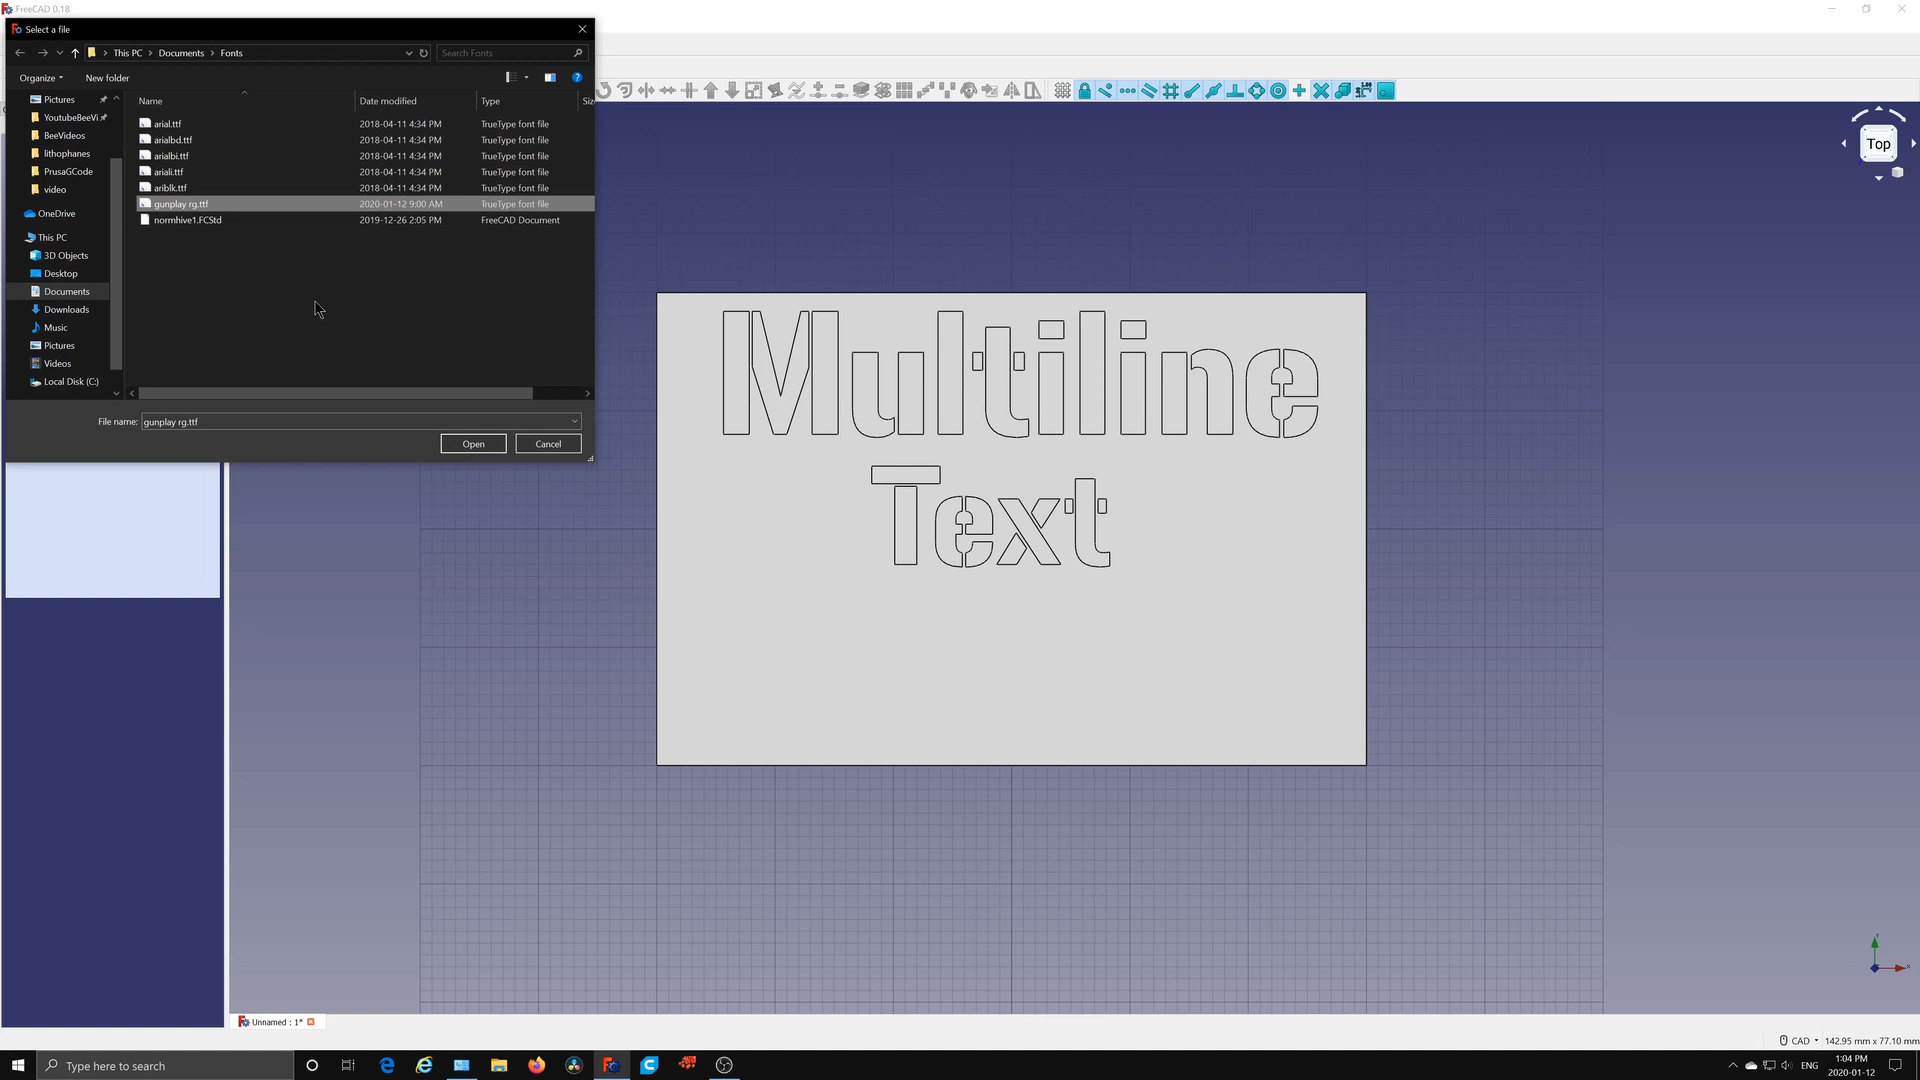 FreeCAD 0.18
Select a file
This PC > Documents > Fonts
Search Fonts
Organize
New folder
Pictures
YoutubeBeeVi
BeeVideos
lithophanes
PrusaGCode
video
OneDrive
This PC
3D Objects
Desktop
Documents
Downloads
Music
Pictures
Videos
Local Disk (C:)
Name Date modified Type Siz
arial.ttf 2018-04-11 4:34 PM TrueType font file
arialbd.ttf 2018-04-11 4:34 PM TrueType font file
arialbi.ttf 2018-04-11 4:34 PM TrueType font file
ariali.ttf 2018-04-11 4:34 PM TrueType font file
ariblk.ttf 2018-04-11 4:34 PM TrueType font file
gunplay rg.ttf 2020-01-12 9:00 AM TrueType font file
normhive1.FCStd 2019-12-26 2:05 PM FreeCAD Document
File name: gunplay rg.ttf
Open Cancel
Top
Multiline
Text
Unnamed : 1*
CAD 142.95 mm x 77.10 mm
Type here to search
ENG
1:04 PM
2020-01-12